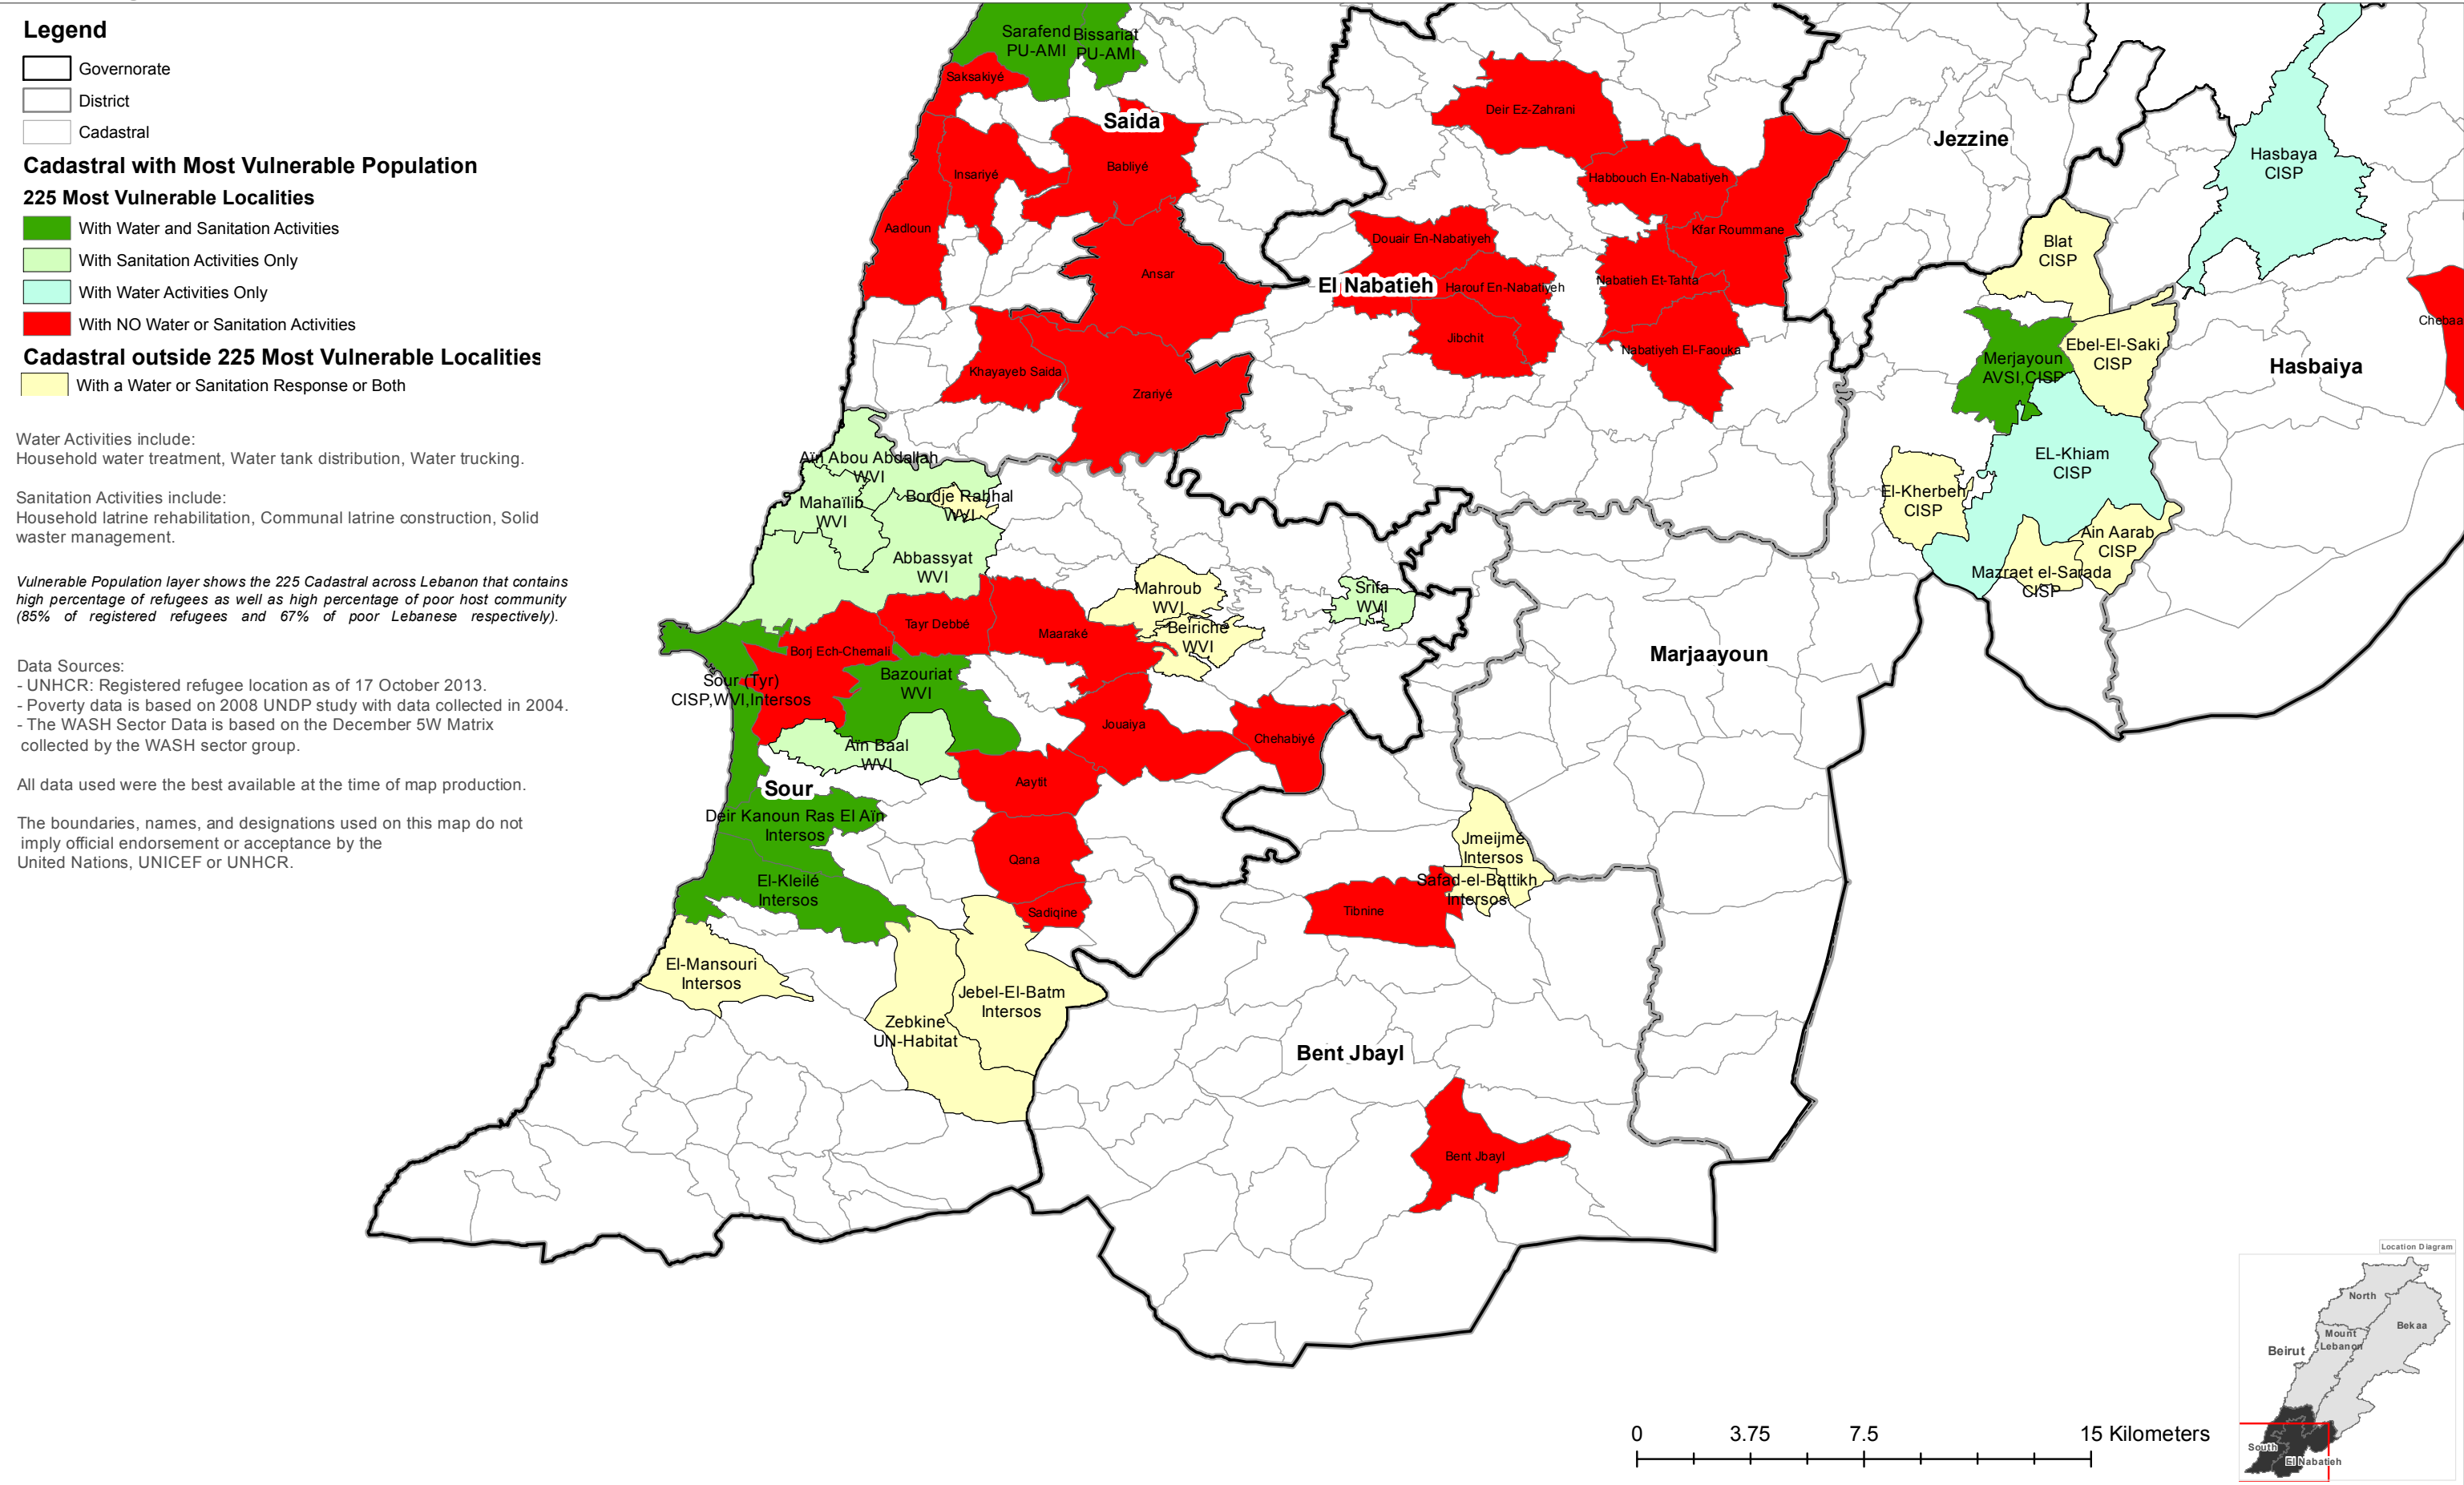 Legend
Governorate
District
Cadastral
Cadastral with Most Vulnerable Population
225 Most Vulnerable Localities
With Water and Sanitation Activities
With Sanitation Activities Only
With Water Activities Only
With NO Water or Sanitation Activities
Cadastral outside 225 Most Vulnerable Localities
With a Water or Sanitation Response or Both
Water Activities include:
Household water treatment, Water tank distribution, Water trucking.
Sanitation Activities include:
Household latrine rehabilitation, Communal latrine construction, Solid
waster management.
Vulnerable Population layer shows the 225 Cadastral across Lebanon that contains
high percentage of refugees as well as high percentage of poor host community
(85% of registered refugees and 67% of poor Lebanese respectively).
Data Sources:
- UNHCR: Registered refugee location as of 17 October 2013.
- Poverty data is based on 2008 UNDP study with data collected in 2004.
- The WASH Sector Data is based on the December 5W Matrix
collected by the WASH sector group.
All data used were the best available at the time of map production.
The boundaries, names, and designations used on this map do not
imply official endorsement or acceptance by the
United Nations, UNICEF or UNHCR.
Sarafend
PU-AMI
Bissariat
PU-AMI
Saksakiyé
Saida
Babliyé
Insariyé
Aadloun
Ansar
Khayayeb Saida
Zrariyé
Deir Ez-Zahrani
Habbouch En-Nabatiyeh
Kfar Roummane
Douair En-Nabatiyeh
El Nabatieh
Harouf En-Nabatiyeh
Nabatieh Et-Tahta
Jibchit
Nabatiyeh El-Faouka
Jezzine
Hasbaya
CISP
Blat
CISP
Chebaa
Merjayoun
AVSI,CISP
Ebel-El-Saki
CISP
Hasbaiya
EL-Khiam
CISP
El-Kherbeh
CISP
Ain Aarab
CISP
Mazraet el-Sarada
CISP
Aïn Abou Abdallah
WVI
Mahaïlib
WVI
Bordje Rahhal
WVI
Abbassyat
WVI
Mahroub
WVI
Srifa
WVI
Beiriche
WVI
Tayr Debbé
Maaraké
Borj Ech-Chemali
Bazouriat
WVI
Sour (Tyr)
CISP,WVI,Intersos
Marjaayoun
Jouaiya
Chehabiyé
Aïn Baal
WVI
Aaytit
Sour
Deir Kanoun Ras El Aïn
Intersos
Jmeijmé
Intersos
Qana
El-Kleilé
Intersos
Safad-el-Battikh
Intersos
Tibnine
Sadiqine
El-Mansouri
Intersos
Jebel-El-Batm
Intersos
Zebkine
UN-Habitat
Bent Jbayl
Bent Jbayl
0 3.75 7.5 15 Kilometers
Location Diagram
North
Bekaa
Mount
Lebanon
Beirut
South
El Nabatieh